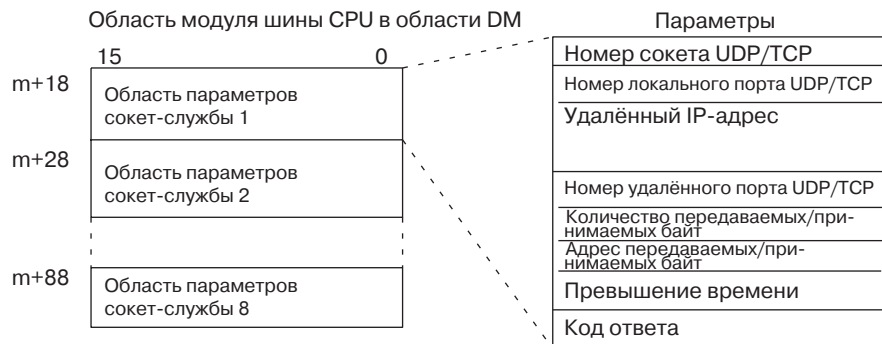 Область модуля шины CPU в области DM
15 0
m+18
Область параметров
сокет-службы 1
m+28
Область параметров
сокет-службы 2
m+88
Область параметров
сокет-службы 8
Параметры
Номер сокета UDP/TCP
Номер локального порта UDP/TCP
Удалённый IP-адрес
Номер удалённого порта UDP/TCP
Количество передаваемых/при-
нимаемых байт
Адрес передаваемых/при-
нимаемых байт
Превышение времени
Код ответа